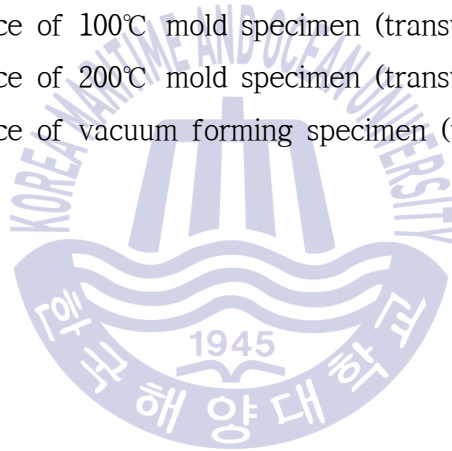 ce of 100℃ mold specimen (transv
ce of 200℃ mold specimen (transv
ce of vacuum forming specimen (
KOREA MARITIME AND OCEAN UNIVERSITY
1945
한국해양대학교